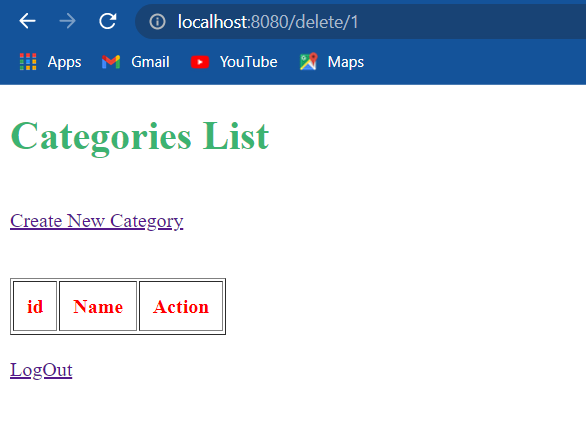 localhost:8080/delete/1
Apps Gmail YouTube Maps
Categories List
Create New Category
id Name Action
LogOut